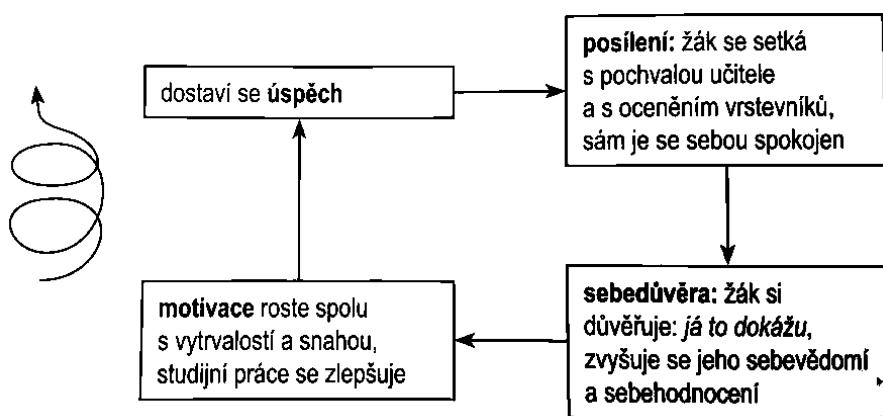 dostaví se úspěch
posílení: žák se setká
s pochvalou učitele
a s oceněním vrstevníků,
sám je se sebou spokojen
sebedůvěra: žák si
důvěřuje: já to dokážu,
zvyšuje se jeho sebevědomí
a sebehodnocení
motivace roste spolu
s vytrvalostí a snahou,
studijní práce se zlepšuje